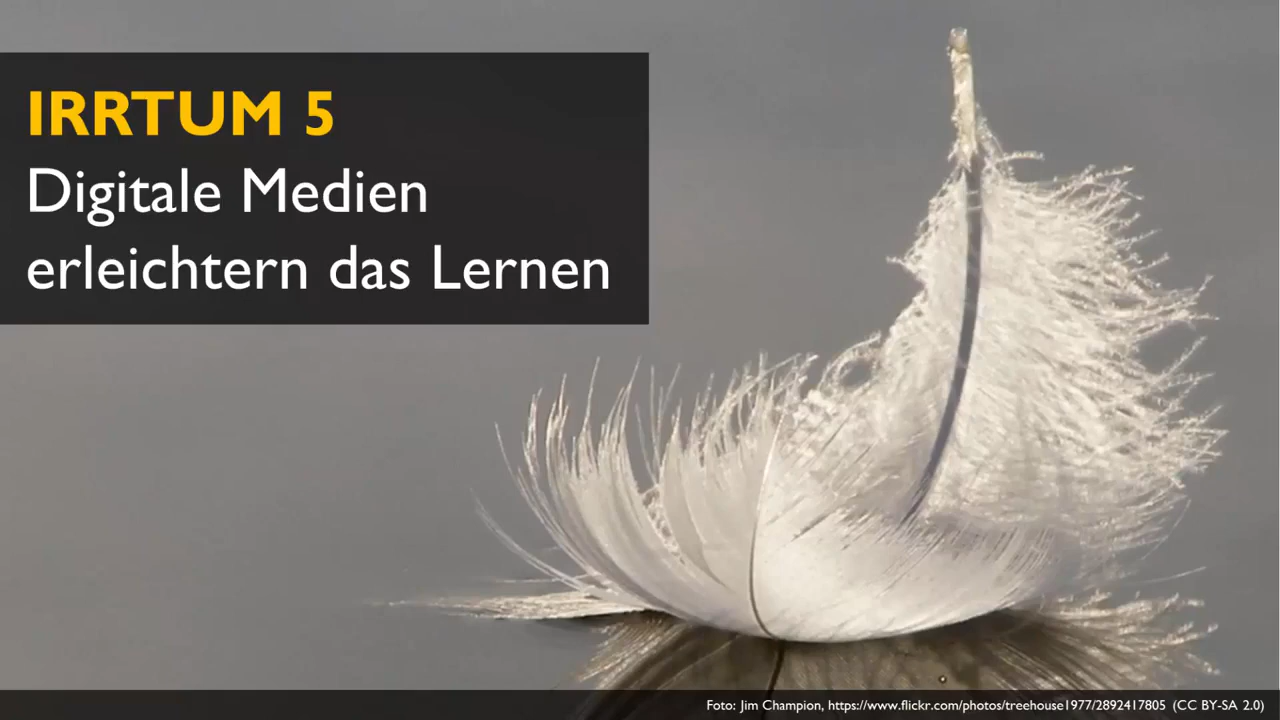 IRRTUM 5
Digitale Medien
erleichtern das Lernen
Foto: Jim Champion, https://www.flickr.com/photos/treehouse1977/2892417805 (CC BY-SA 2.0)